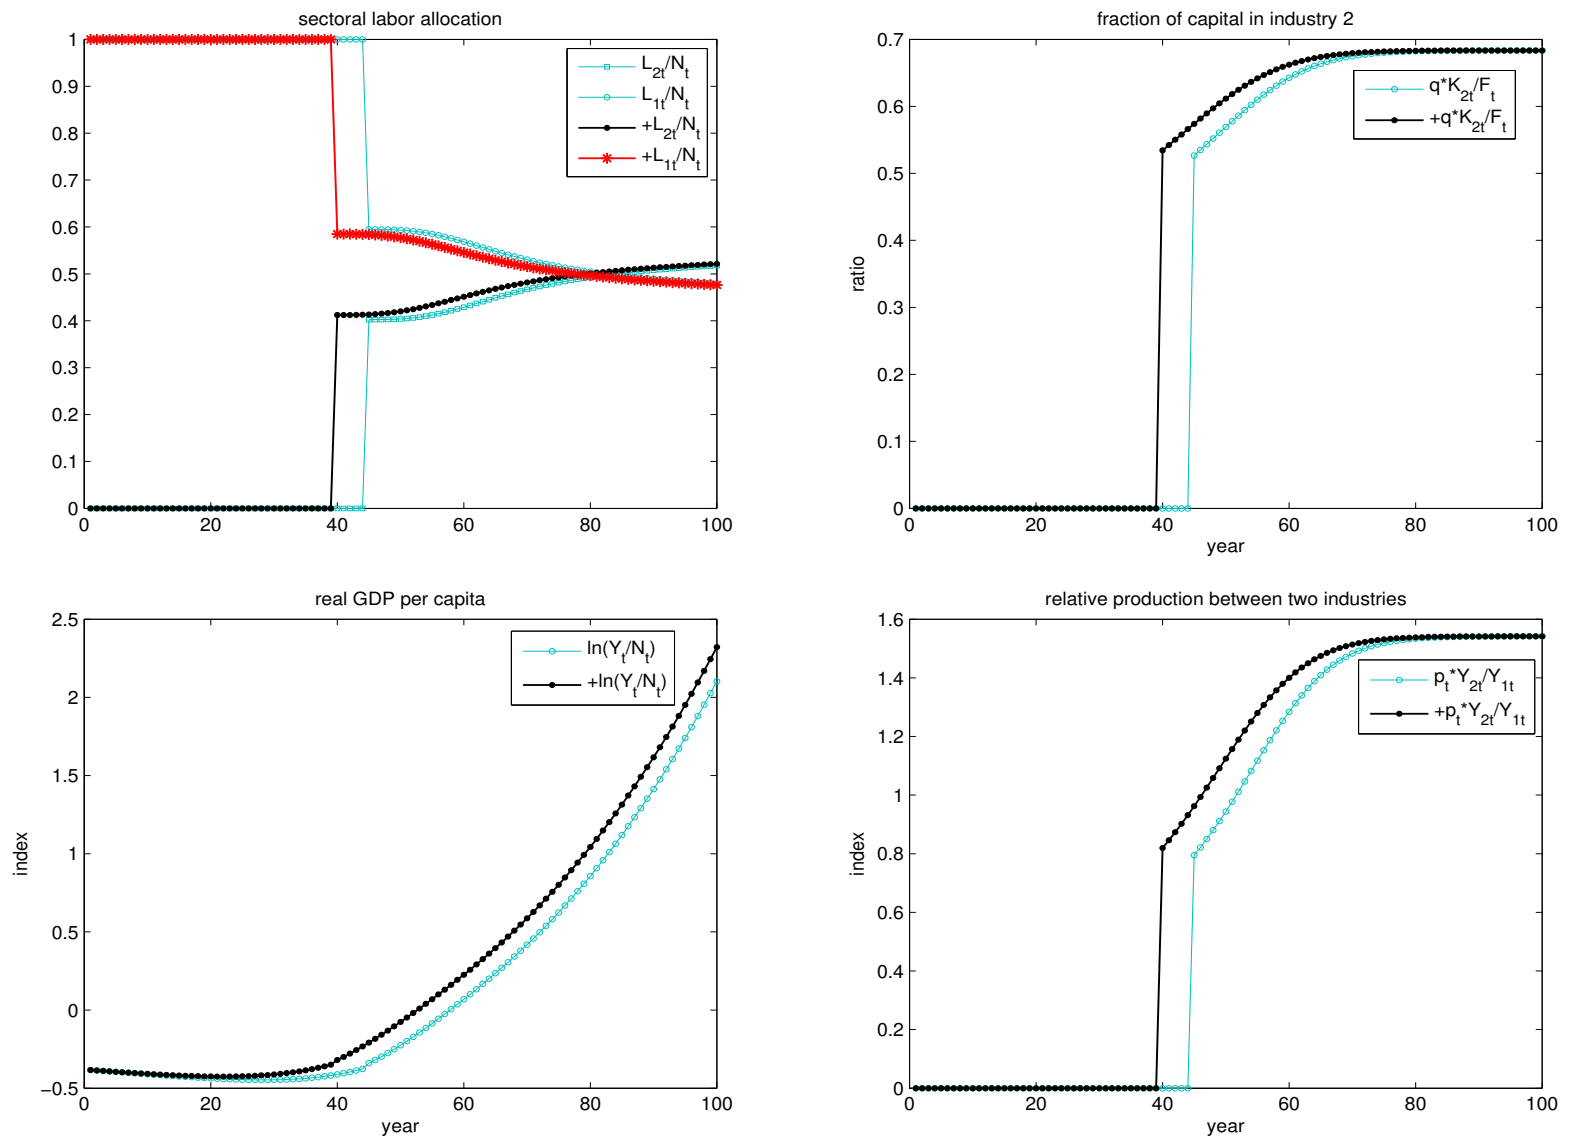 sectoral labor allocation
1
0.9
0.8
0.7
0.6
0.5
0.4
0.3
0.2
0.1
0
0 20 40 60 80 100
L2t/Nt
L1t/Nt
+L2t/Nt
+L1t/Nt
fraction of capital in industry 2
0.7
0.6
0.5
0.4
0.3
0.2
0.1
0
ratio
0 20 40 60 80 100
year
q*K2t/Ft
+q*K2t/Ft
real GDP per capita
2.5
2
1.5
1
0.5
0
−0.5
index
0 20 40 60 80 100
year
ln(Yt/Nt)
+ln(Yt/Nt)
relative production between two industries
1.6
1.4
1.2
1
0.8
0.6
0.4
0.2
0
index
0 20 40 60 80 100
year
pt*Y2t/Y1t
+pt*Y2t/Y1t